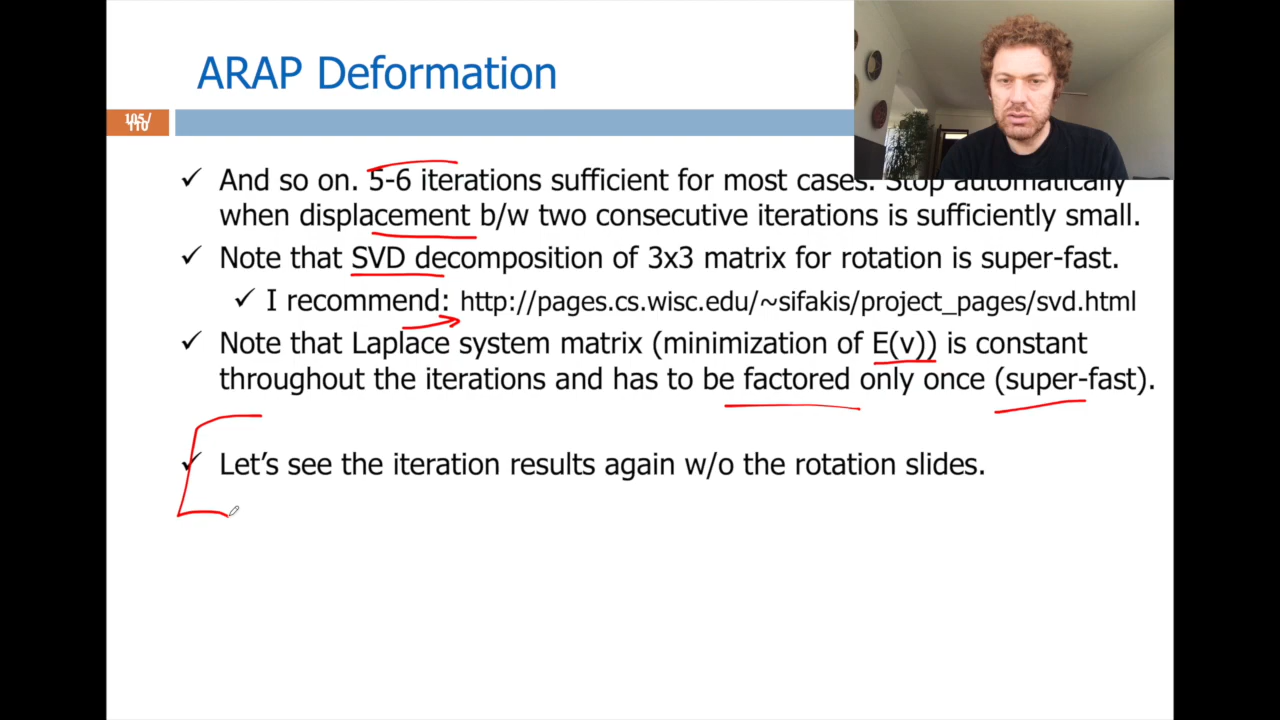 ARAP Deformation
105/
110
✓ And so on. 5-6 iterations sufficient for most cases. Stop automatically
when displacement b/w two consecutive iterations is sufficiently small.
✓ Note that SVD decomposition of 3x3 matrix for rotation is super-fast.
✓ I recommend: http://pages.cs.wisc.edu/~sifakis/project_pages/svd.html
✓ Note that Laplace system matrix (minimization of E(v)) is constant
throughout the iterations and has to be factored only once (super-fast).
✓ Let's see the iteration results again w/o the rotation slides.